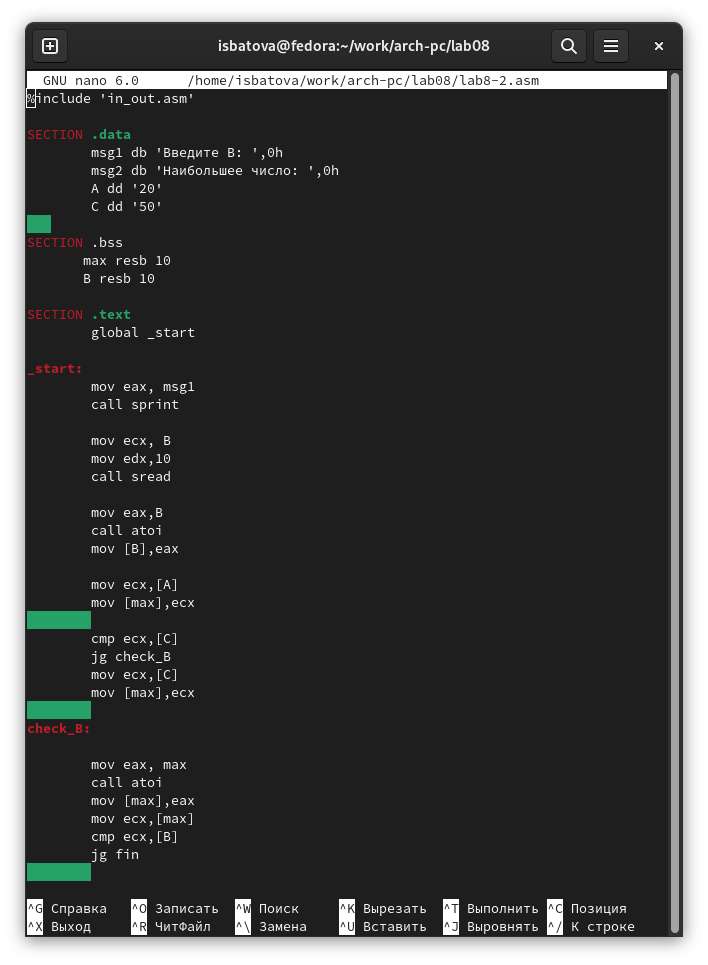 isbatova@fedora:~/work/arch-pc/lab08
GNU nano 6.0 /home/isbatova/work/arch-pc/lab08/lab8-2.asm
%include 'in_out.asm'
SECTION .data
msg1 db 'Введите В: ',0h
msg2 db 'Наибольшее число: ',0h
A dd '20'
C dd '50'
SECTION .bss
max resb 10
B resb 10
SECTION .text
global _start
_start:
mov eax, msg1
call sprint
mov ecx, B
mov edx,10
call sread
mov eax,B
call atoi
mov [B],eax
mov ecx,[A]
mov [max],ecx
cmp ecx,[C]
jg check_B
mov ecx,[C]
mov [max],ecx
check_B:
mov eax, max
call atoi
mov [max],eax
mov ecx,[max]
cmp ecx,[B]
jg fin
^G Справка ^O Записать ^W Поиск ^K Вырезать ^T Выполнить ^C Позиция
^X Выход ^R ЧитФайл ^\ Замена ^U Вставить ^J Выровнять ^/ К строке